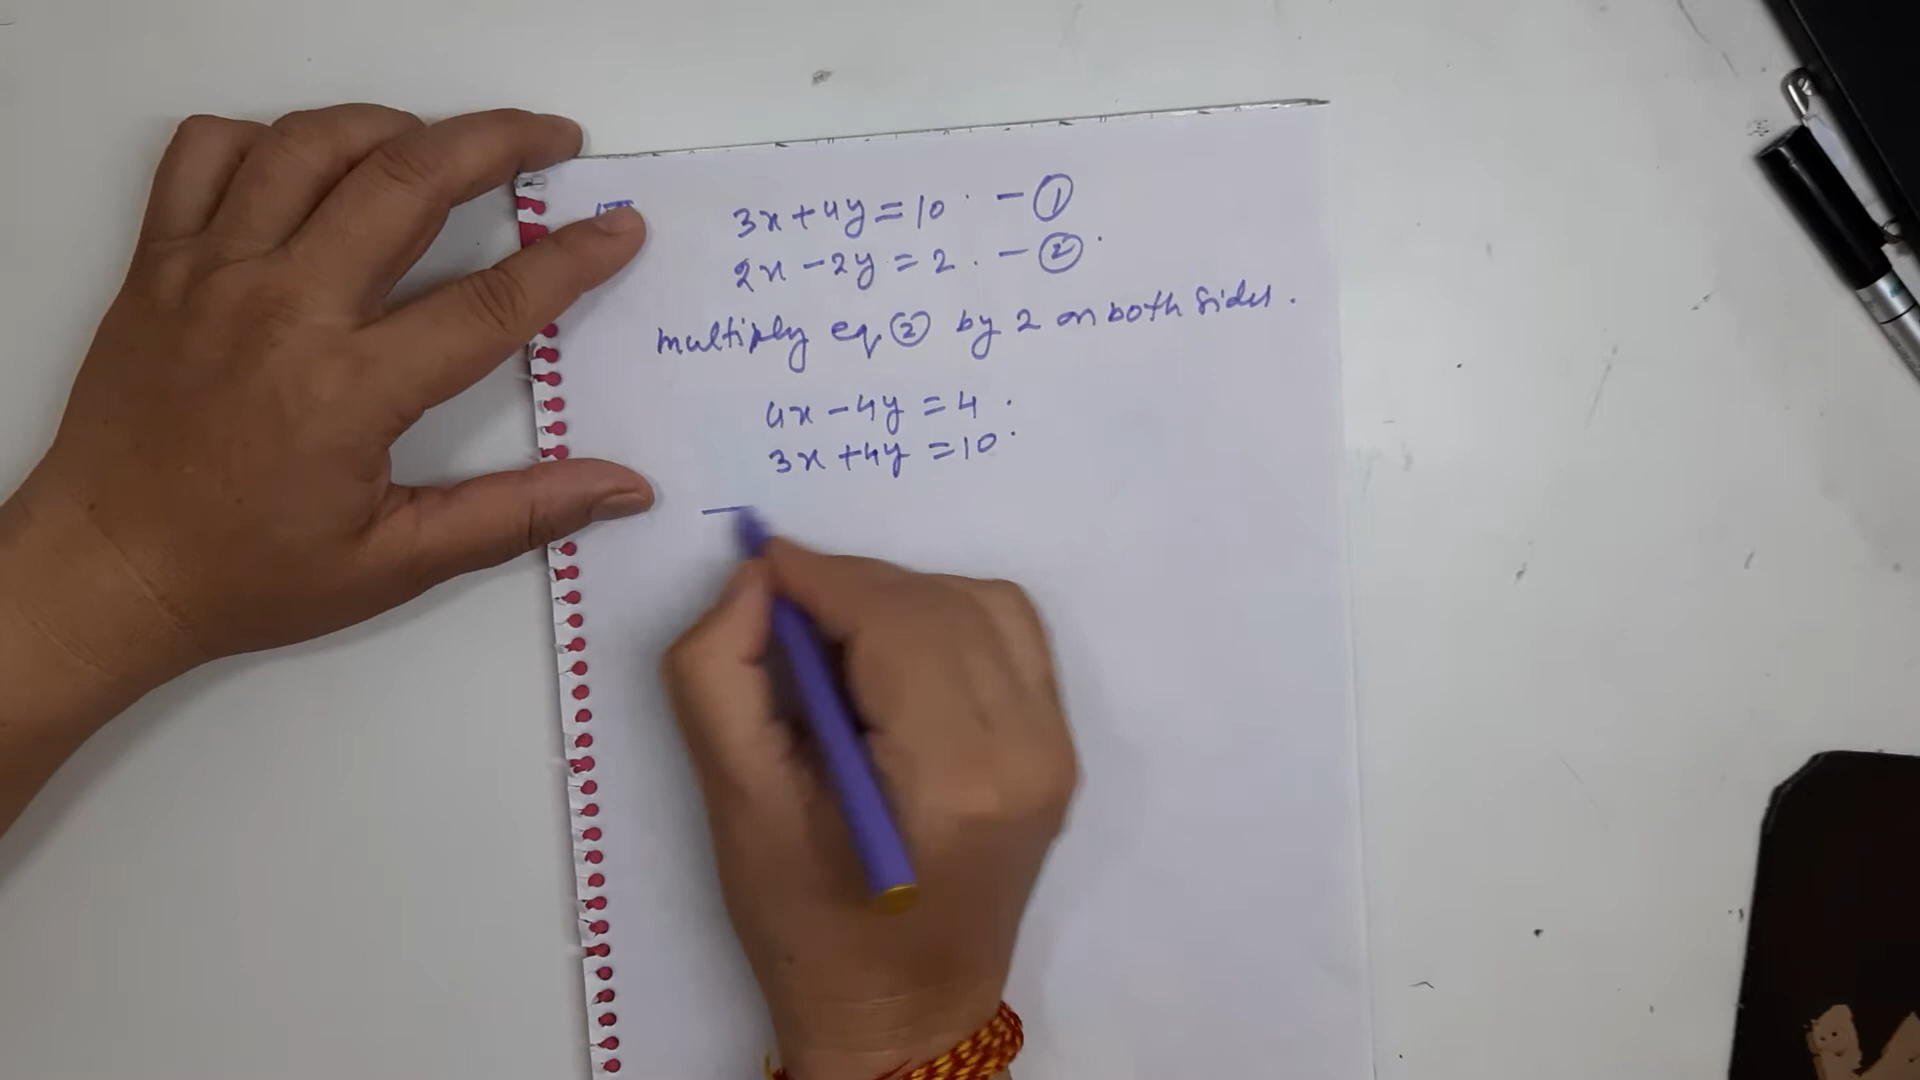 3x+4y=10 - ①
2x-2y=2. - ②
multiply eq ② by 2 on both sides.
4x-4y=4.
3x+4y=10